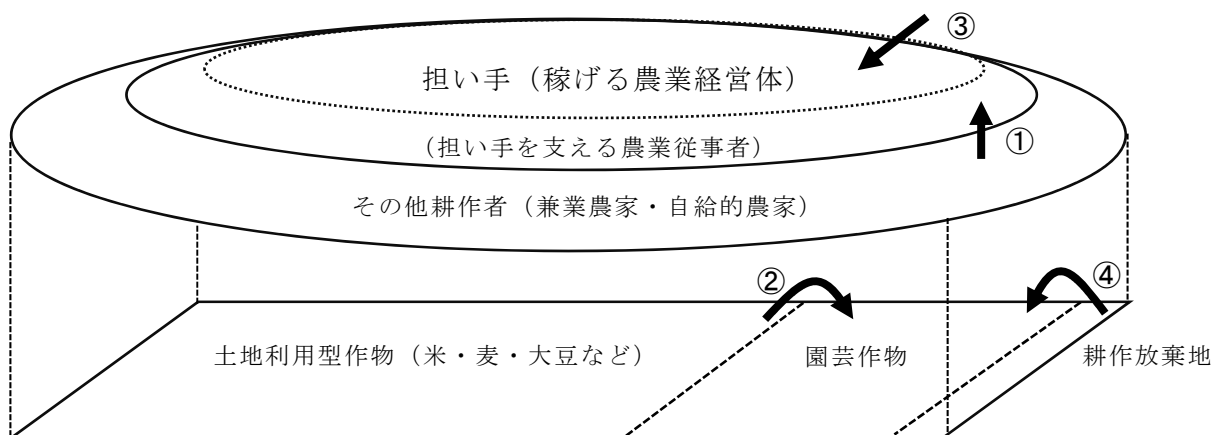 ③
担い手（稼げる農業経営体）
（担い手を支える農業従事者）
①
その他耕作者（兼業農家・自給的農家）
②
④
土地利用型作物（米・麦・大豆など）
園芸作物
耕作放棄地